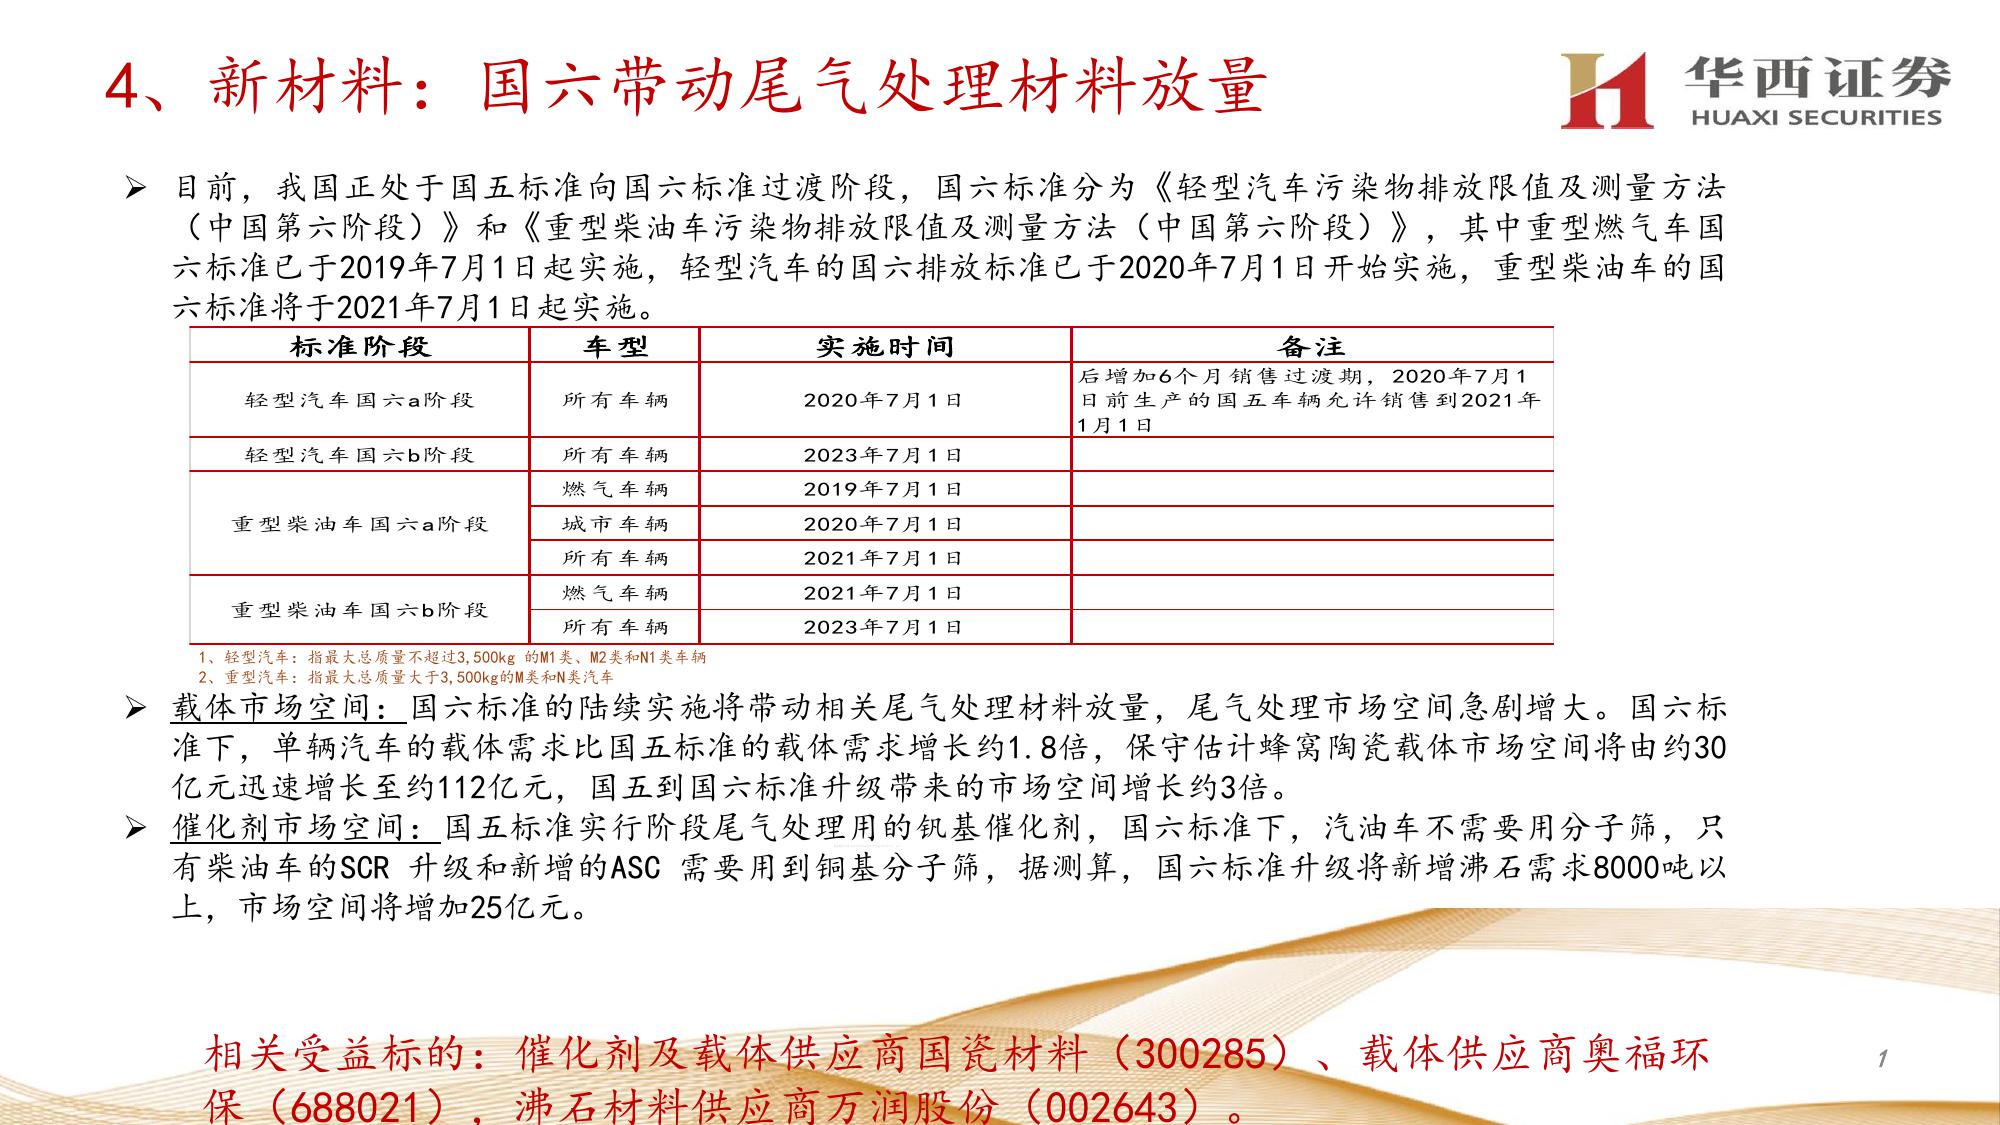 4、新材料：国六带动尾气处理材料放量
华西证券
HUAXI SECURITIES
➢ 目前，我国正处于国五标准向国六标准过渡阶段，国六标准分为《轻型汽车污染物排放限值及测量方法
（中国第六阶段）》和《重型柴油车污染物排放限值及测量方法（中国第六阶段）》，其中重型燃气车国
六标准已于2019年7月1日起实施，轻型汽车的国六排放标准已于2020年7月1日开始实施，重型柴油车的国
六标准将于2021年7月1日起实施。
标准阶段 车型 实施时间 备注
轻型汽车国六a阶段 所有车辆 2020年7月1日 后增加6个月销售过渡期，2020年7月1
日前生产的国五车辆允许销售到2021年
1月1日
轻型汽车国六b阶段 所有车辆 2023年7月1日
重型柴油车国六a阶段 燃气车辆 2019年7月1日
城市车辆 2020年7月1日
所有车辆 2021年7月1日
重型柴油车国六b阶段 燃气车辆 2021年7月1日
所有车辆 2023年7月1日
1、轻型汽车：指最大总质量不超过3,500kg 的M1类、M2类和N1类车辆
2、重型汽车：指最大总质量大于3,500kg的M类和N类汽车
➢ 载体市场空间：国六标准的陆续实施将带动相关尾气处理材料放量，尾气处理市场空间急剧增大。国六标
准下，单辆汽车的载体需求比国五标准的载体需求增长约1.8倍，保守估计蜂窝陶瓷载体市场空间将由约30
亿元迅速增长至约112亿元，国五到国六标准升级带来的市场空间增长约3倍。
➢ 催化剂市场空间：国五标准实行阶段尾气处理用的钒基催化剂，国六标准下，汽油车不需要用分子筛，只
有柴油车的SCR 升级和新增的ASC 需要用到铜基分子筛，据测算，国六标准升级将新增沸石需求8000吨以
上，市场空间将增加25亿元。
相关受益标的：催化剂及载体供应商国瓷材料（300285）、载体供应商奥福环
保（688021），沸石材料供应商万润股份（002643）。
1